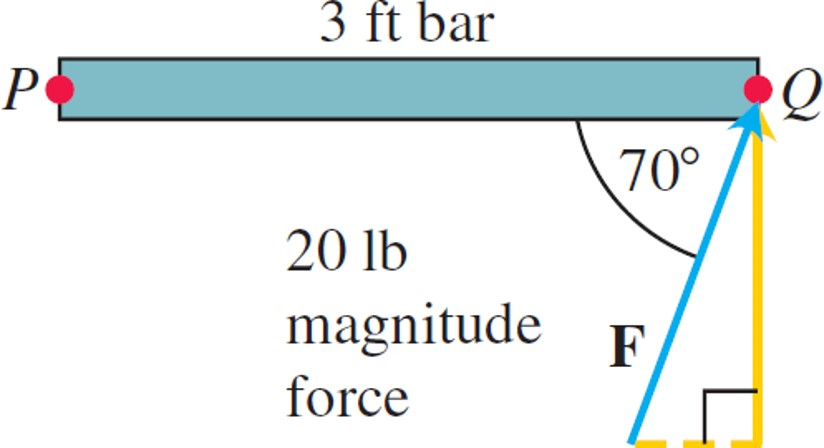 3 ft bar
P
Q
70°
20 lb
magnitude
force
F